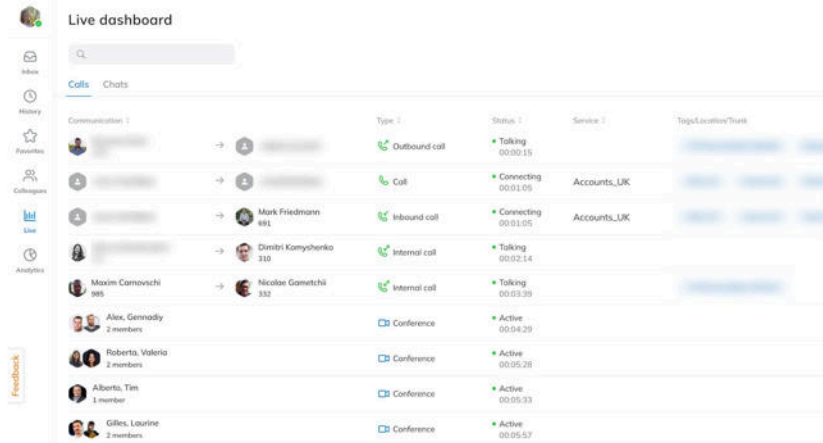 Live dashboard
Inbox
Calls Chats
History
Communication Type Status Service Tags/Location/Trunk
Favorites
Outbound call
Talking
00:00:15
Colleagues
Call
Connecting
00:01:05
Accounts_UK
Live
Mark Friedmann
691
Inbound call
Connecting
00:01:05
Accounts_UK
Analytics
Dimitri Komyshenko
310
Internal call
Talking
00:02:14
Maxim Carnovschi
985
Nicolae Gametchii
332
Internal call
Talking
00:03:39
Alex, Gennadiy
2 members
Conference
Active
00:04:29
Feedback
Roberta, Valeria
2 members
Conference
Active
00:05:28
Alberto, Tim
1 member
Conference
Active
00:05:33
Gilles, Laurine
2 members
Conference
Active
00:05:57